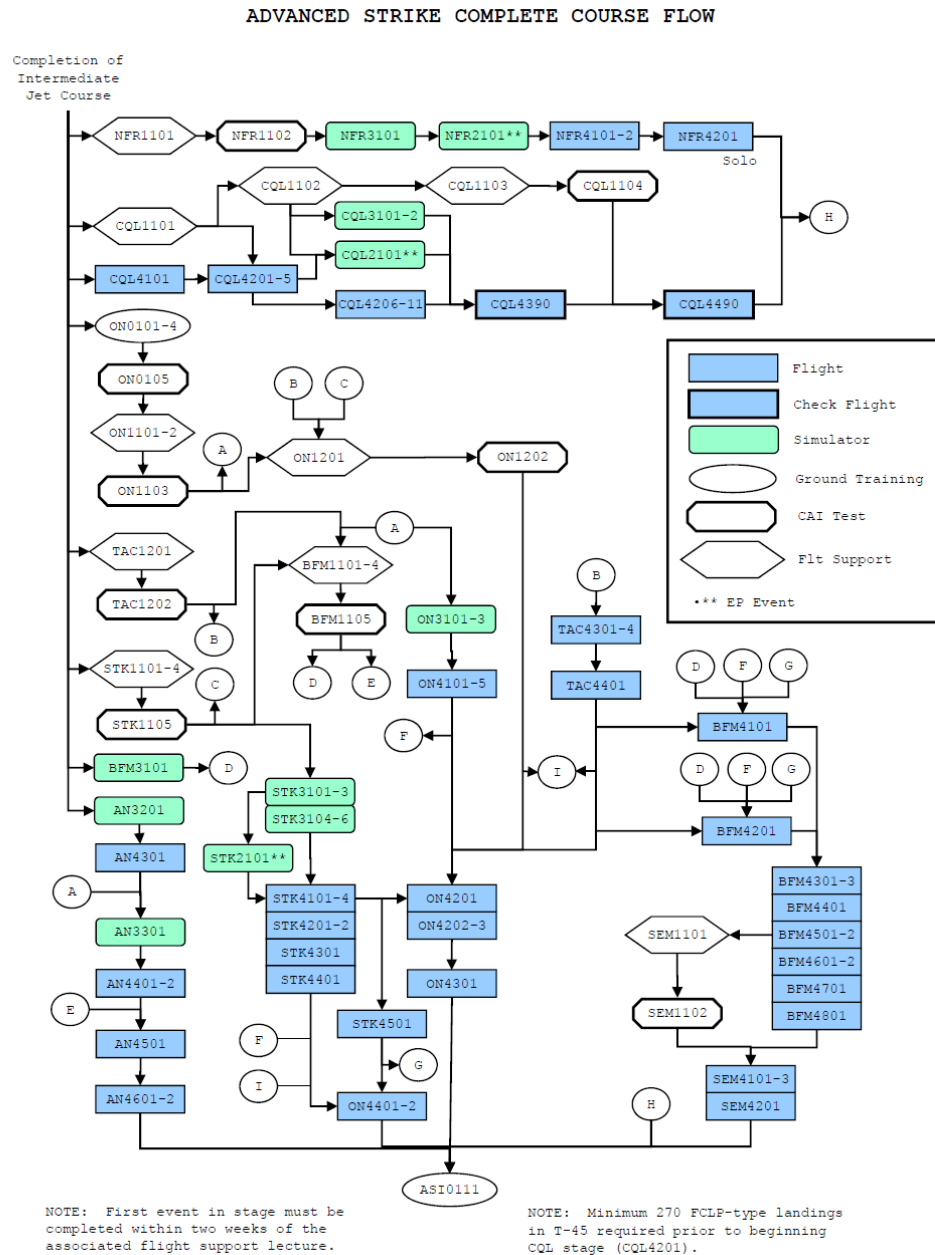 ADVANCED STRIKE COMPLETE COURSE FLOW
Completion of
Intermediate
Jet Course
NFR1101
NFR1102
NFR3101
NFR2101**
NFR4101-2
NFR4201
Solo
CQL1102
CQL1103
CQL1104
CQL1101
CQL3101-2
H
CQL2101**
CQL4101
CQL4201-5
CQL4206-11
CQL4390
CQL4490
ON0101-4
ON0105
ON1101-2
ON1103
A
B
C
ON1201
ON1202
Flight
Check Flight
Simulator
Ground Training
CAI Test
Flt Support
•** EP Event
TAC1201
TAC1202
B
A
BFM1101-4
BFM1105
D
E
ON3101-3
ON4101-5
F
B
TAC4301-4
TAC4401
I
STK1101-4
C
STK1105
BFM3101
D
D
F
G
BFM4101
D
F
G
BFM4201
AN3201
AN4301
A
AN3301
AN4401-2
E
AN4501
AN4601-2
STK3101-3
STK3104-6
STK2101**
STK4101-4
STK4201-2
STK4301
STK4401
ON4201
ON4202-3
ON4301
STK4501
F
G
I
ON4401-2
BFM4301-3
BFM4401
BFM4501-2
BFM4601-2
BFM4701
BFM4801
SEM1101
SEM1102
SEM4101-3
SEM4201
H
ASI0111
NOTE: First event in stage must be
completed within two weeks of the
associated flight support lecture.
NOTE: Minimum 270 FCLP-type landings
in T-45 required prior to beginning
CQL stage (CQL4201).